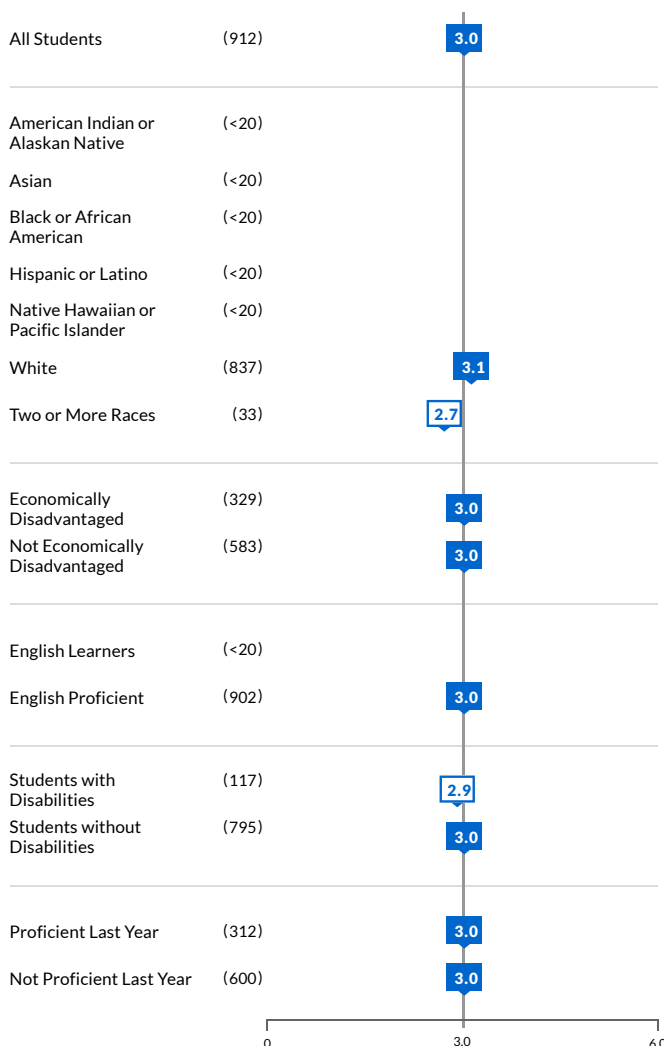 All Students (912) 3.0
American Indian or (<20)
Alaskan Native
Asian (<20)
Black or African (<20)
American
Hispanic or Latino (<20)
Native Hawaiian or (<20)
Pacific Islander
White (837) 3.1
Two or More Races (33) 2.7
Economically (329) 3.0
Disadvantaged
Not Economically (583) 3.0
Disadvantaged
English Learners (<20)
English Proficient (902) 3.0
Students with (117) 2.9
Disabilities
Students without (795) 3.0
Disabilities
Proficient Last Year (312) 3.0
Not Proficient Last Year (600) 3.0
0 3.0 6.0